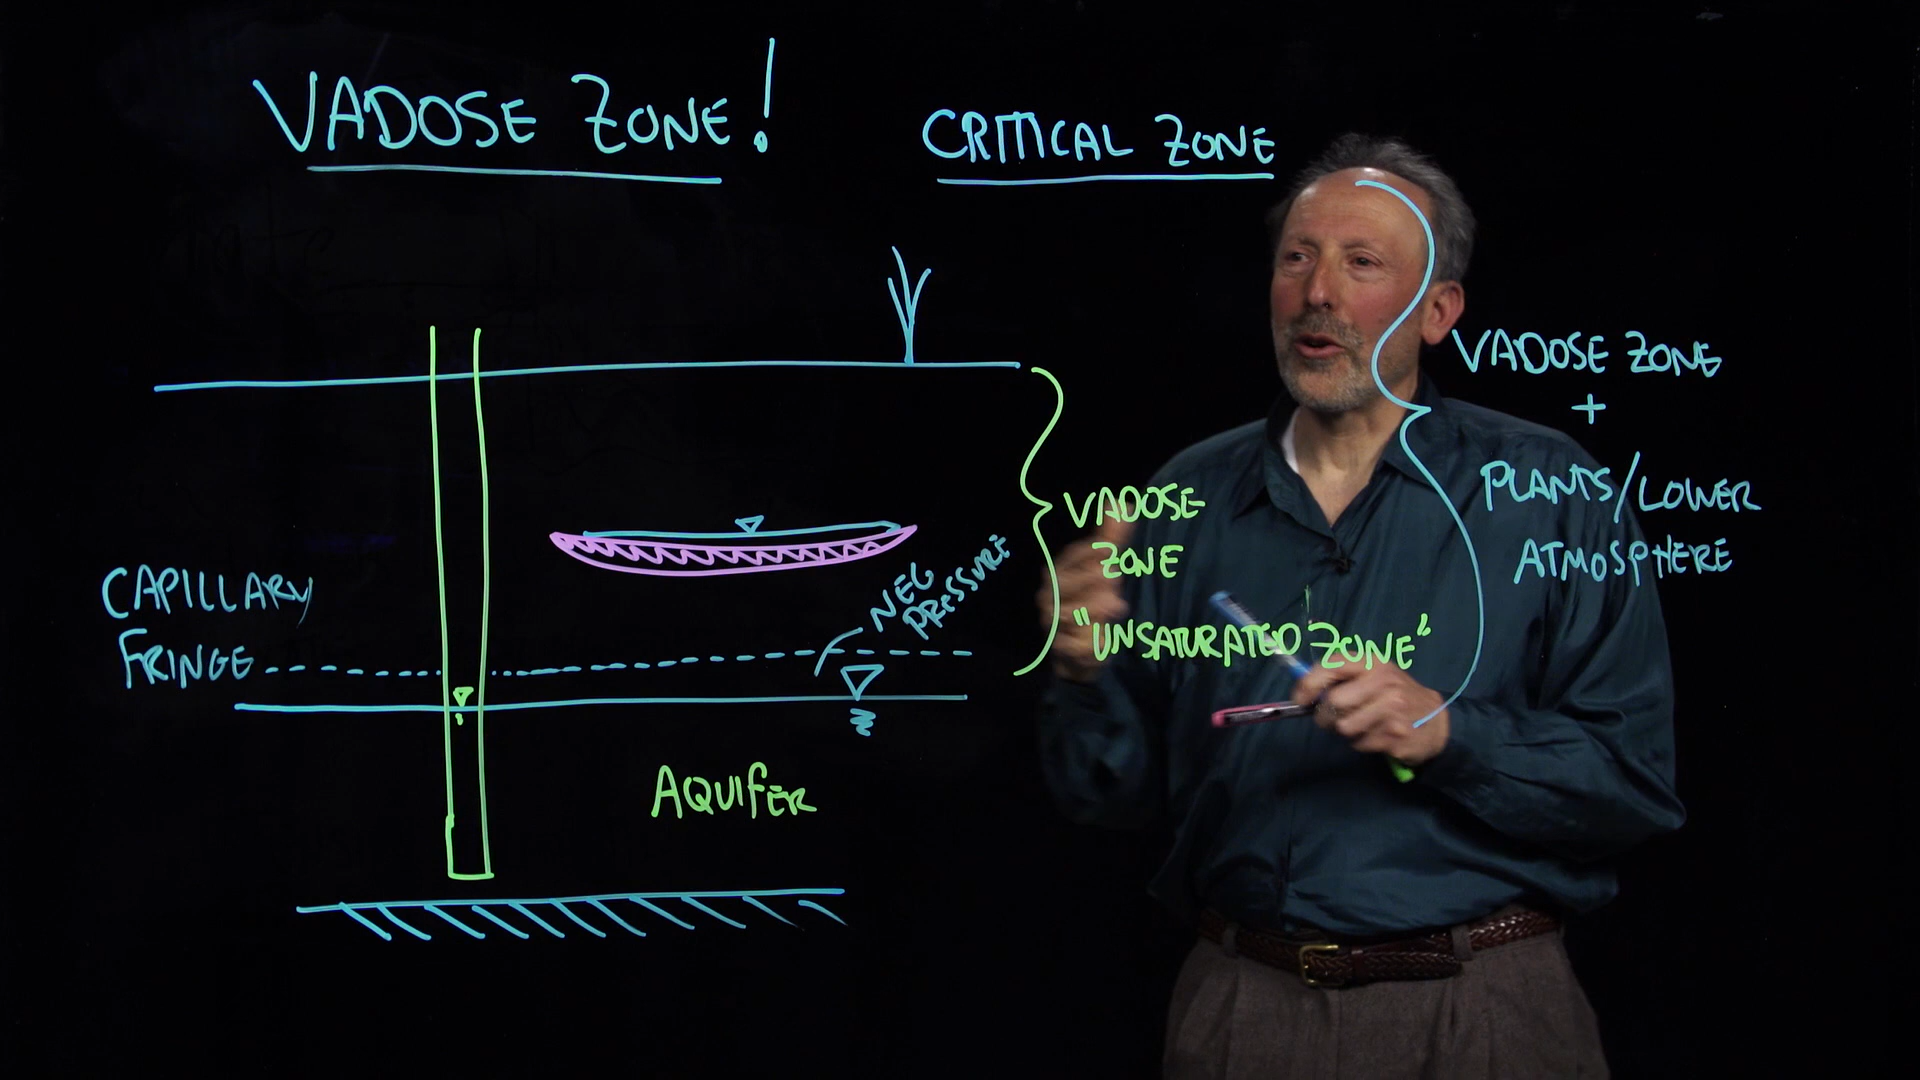 VADOSE ZONE!
CRITICAL ZONE
VADOSE ZONE
+
PLANTS/LOWER
ATMOSPHERE
VADOSE
ZONE
"UNSATURATED ZONE"
NEG
PRESSURE
CAPILLARY
FRINGE
AQUIFER